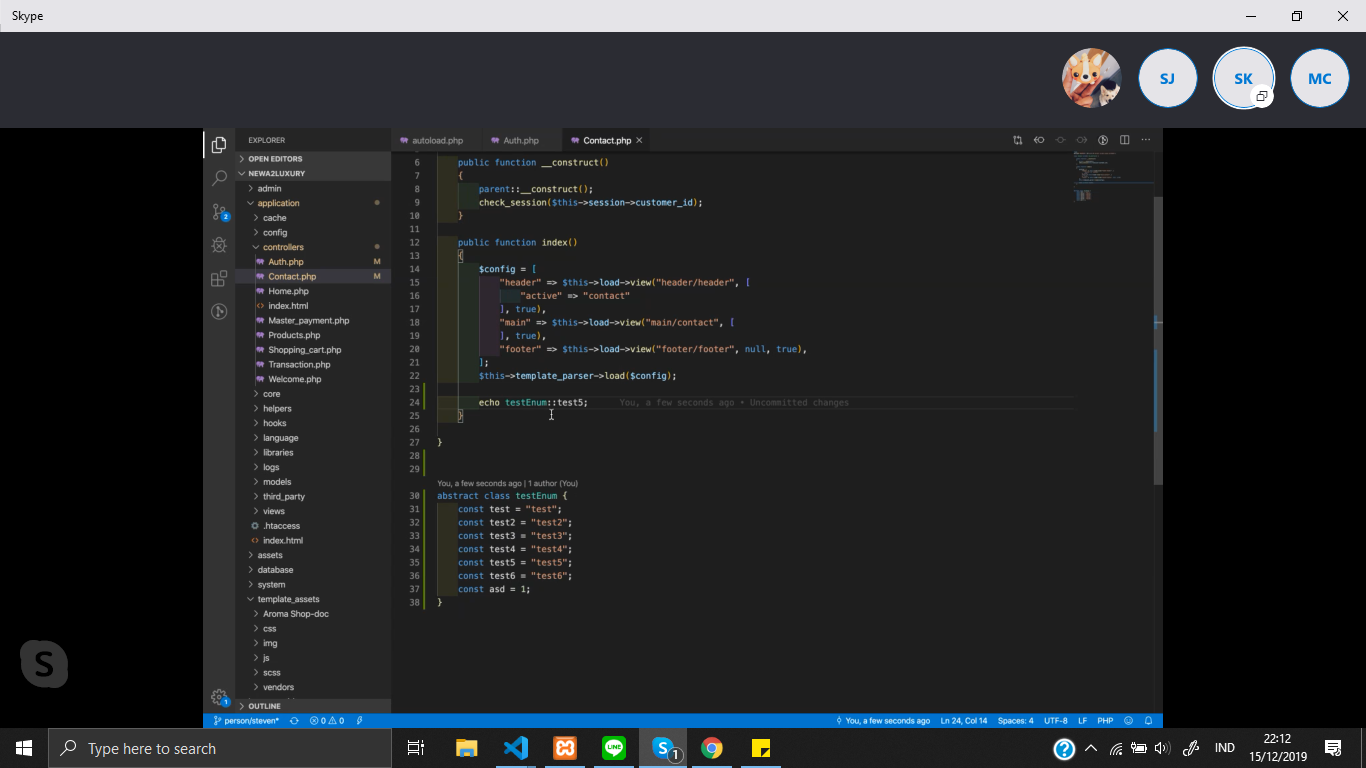 Skype
SJ
SK
MC
EXPLORER
OPEN EDITORS
NEWA2LUXURY
admin
application
cache
config
controllers
Auth.php M
Contact.php M
Home.php
index.html
Master_payment.php
Products.php
Shopping_cart.php
Transaction.php
Welcome.php
core
helpers
hooks
language
libraries
logs
models
third_party
views
.htaccess
index.html
assets
database
system
template_assets
Aroma Shop-doc
css
img
js
scss
vendors
OUTLINE
2
1
autoload.php
Auth.php
Contact.php
6 public function __construct()
7 {
8 parent::__construct();
9 check_session($this->session->customer_id);
10 }
11
12 public function index()
13 {
14 $config = [
15 "header" => $this->load->view("header/header", [
16 "active" => "contact"
17 ], true),
18 "main" => $this->load->view("main/contact", [
19 ], true),
20 "footer" => $this->load->view("footer/footer", null, true),
21 ];
22 $this->template_parser->load($config);
23
24 echo testEnum::test5; You, a few seconds ago • Uncommitted changes
25 }
26
27 }
28
29
You, a few seconds ago | 1 author (You)
30 abstract class testEnum {
31 const test = "test";
32 const test2 = "test2";
33 const test3 = "test3";
34 const test4 = "test4";
35 const test5 = "test5";
36 const test6 = "test6";
37 const asd = 1;
38 }
S
person/steven* 0 0 You, a few seconds ago Ln 24, Col 14 Spaces: 4 UTF-8 LF PHP
Type here to search
LINE
S
1
?
IND
22:12
15/12/2019